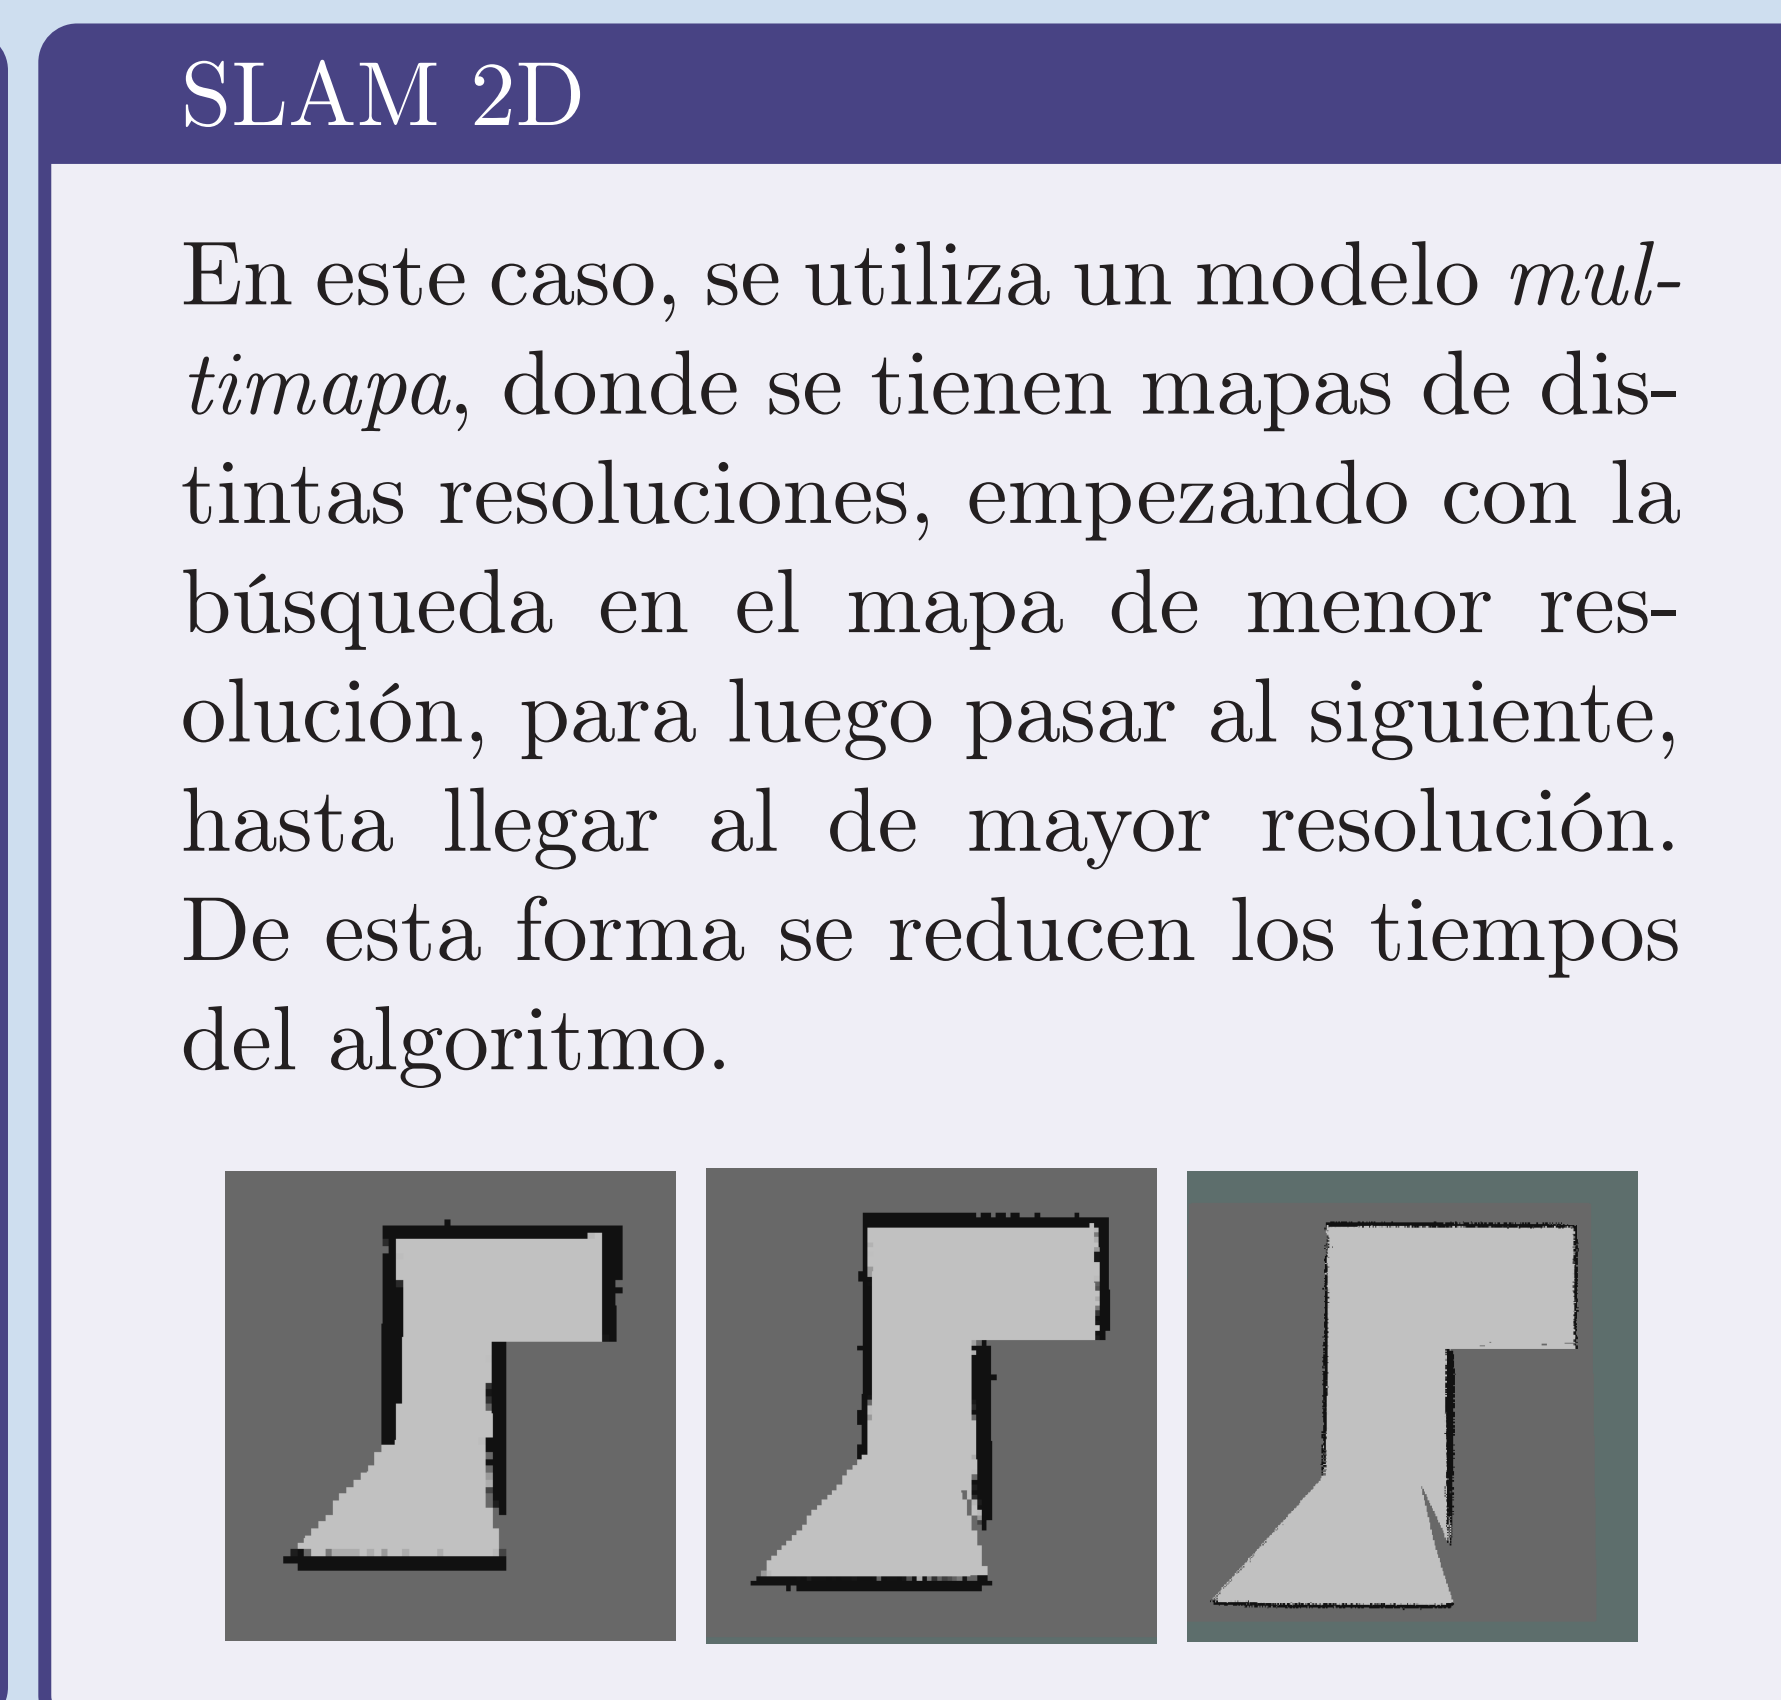 SLAM 2D
En este caso, se utiliza un modelo mul-
timapa, donde se tienen mapas de dis-
tintas resoluciones, empezando con la
búsqueda en el mapa de menor res-
olución, para luego pasar al siguiente,
hasta llegar al de mayor resolución.
De esta forma se reducen los tiempos
del algoritmo.